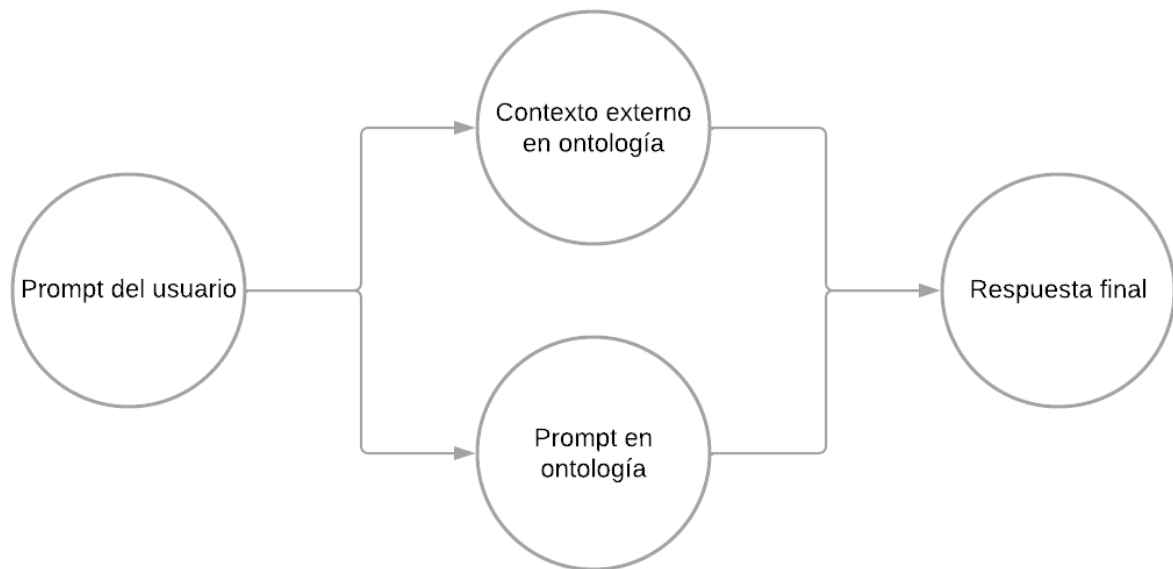 Prompt del usuario
Contexto externo
en ontología
Prompt en
ontología
Respuesta final